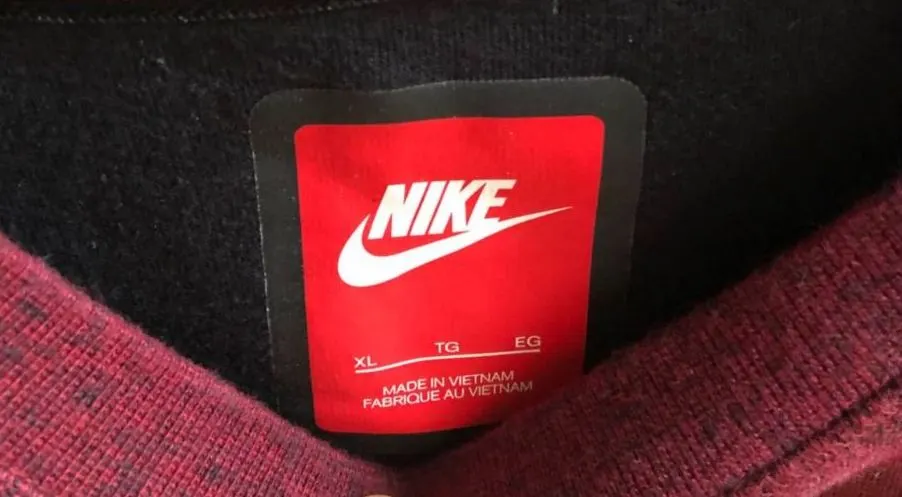 NIKE
XL TG EG
MADE IN VIETNAM
FABRIQUE AU VIETNAM